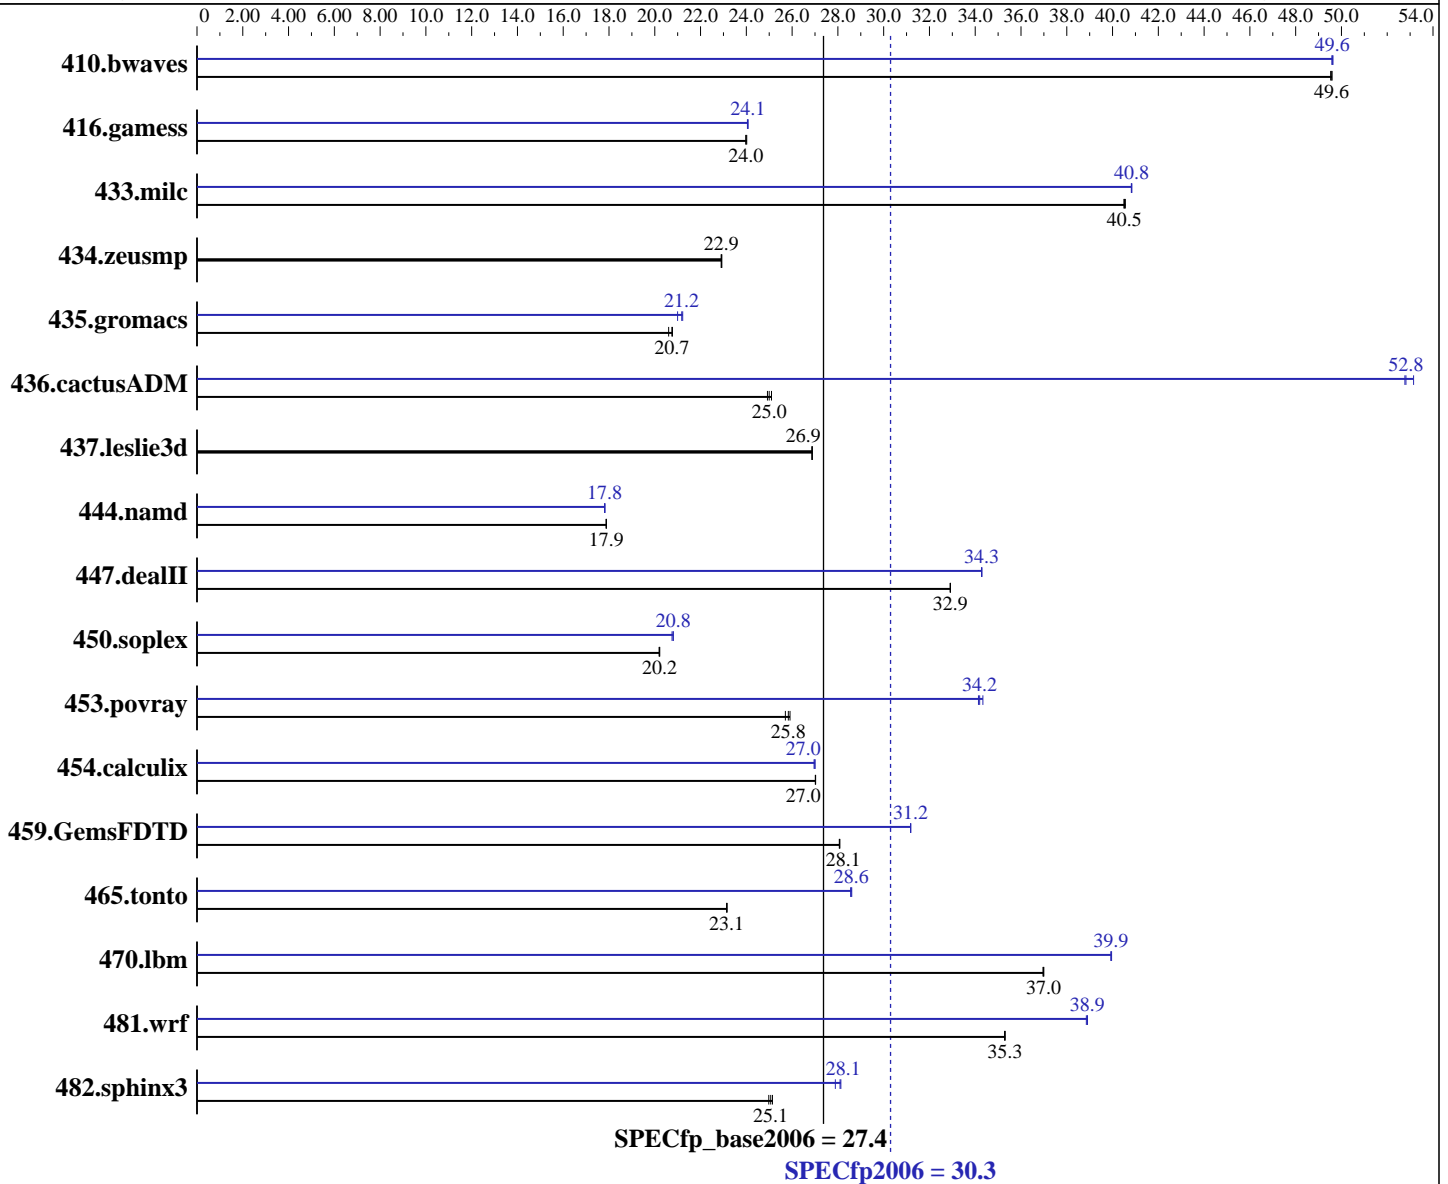 0 2.00 4.00 6.00 8.00 10.0 12.0 14.0 16.0 18.0 20.0 22.0 24.0 26.0 28.0 30.0 32.0 34.0 36.0 38.0 40.0 42.0 44.0 46.0 48.0 50.0 54.0
49.6
410.bwaves
49.6
24.1
416.gamess
24.0
40.8
433.milc
40.5
22.9
434.zeusmp
21.2
435.gromacs
20.7
52.8
436.cactusADM
25.0
26.9
437.leslie3d
17.8
444.namd
17.9
34.3
447.dealII
32.9
20.8
450.soplex
20.2
34.2
453.povray
25.8
27.0
454.calculix
27.0
31.2
459.GemsFDTD
28.1
28.6
465.tonto
23.1
39.9
470.lbm
37.0
38.9
481.wrf
35.3
28.1
482.sphinx3
25.1
SPECfp_base2006 = 27.4
SPECfp2006 = 30.3